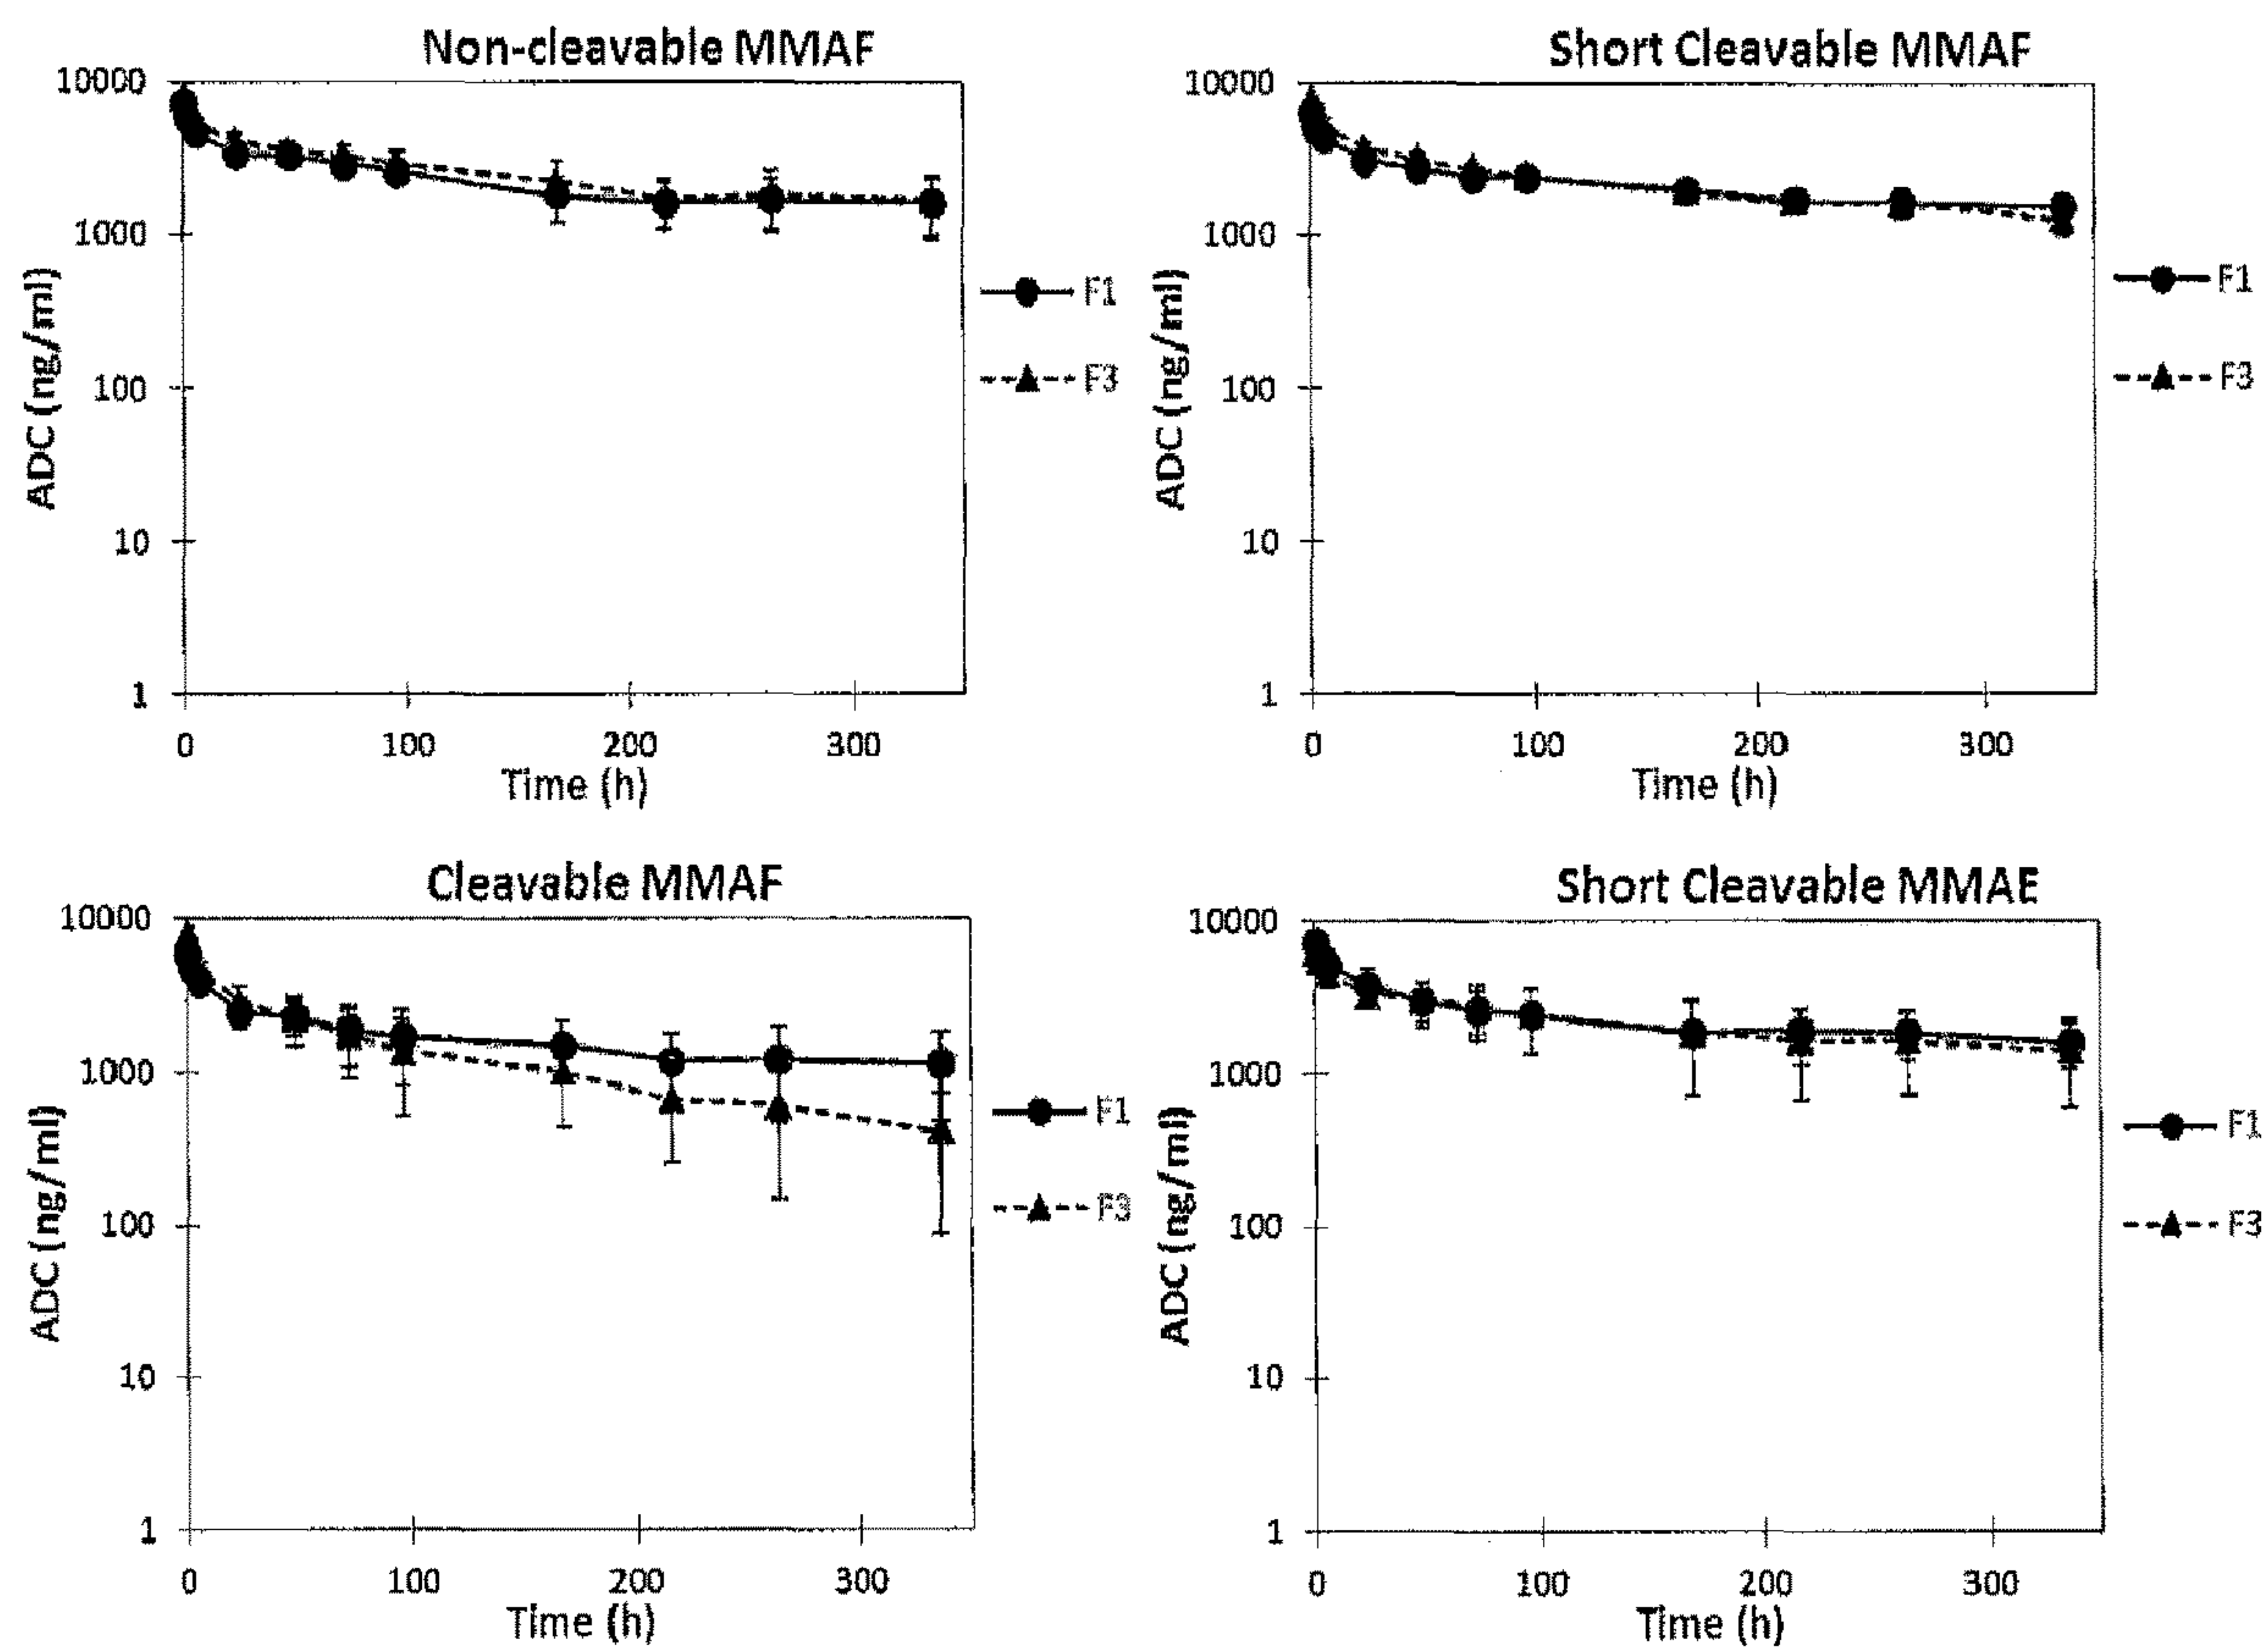 Non-cleavable MMAF
10000
1000
100
10
1
ADC (ng/ml)
0 100 200 300
Time (h)
F1
F3
Short Cleavable MMAF
10000
1000
100
10
1
ADC (ng/ml)
0 100 200 300
Time (h)
F1
F3
Cleavable MMAF
10000
1000
100
10
1
ADC (ng/ml)
0 100 200 300
Time (h)
F1
F3
Short Cleavable MMAE
10000
1000
100
10
1
ADC (ng/ml)
0 100 200 300
Time (h)
F1
F3